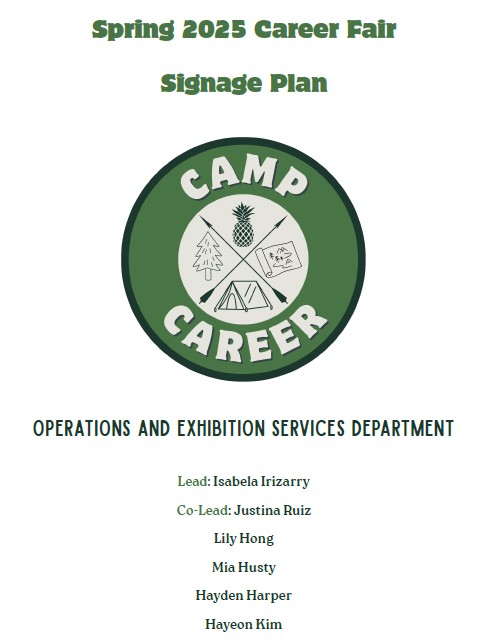 Spring 2025 Career Fair
Signage Plan
CAMP
CAREER
OPERATIONS AND EXHIBITION SERVICES DEPARTMENT
Lead: Isabela Irizarry
Co-Lead: Justina Ruiz
Lily Hong
Mia Husty
Hayden Harper
Hayeon Kim